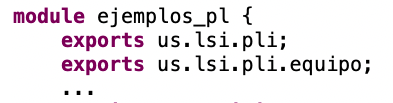 module ejemplos_pl {
exports us.lsi.pli;
exports us.lsi.pli.equipo;
...